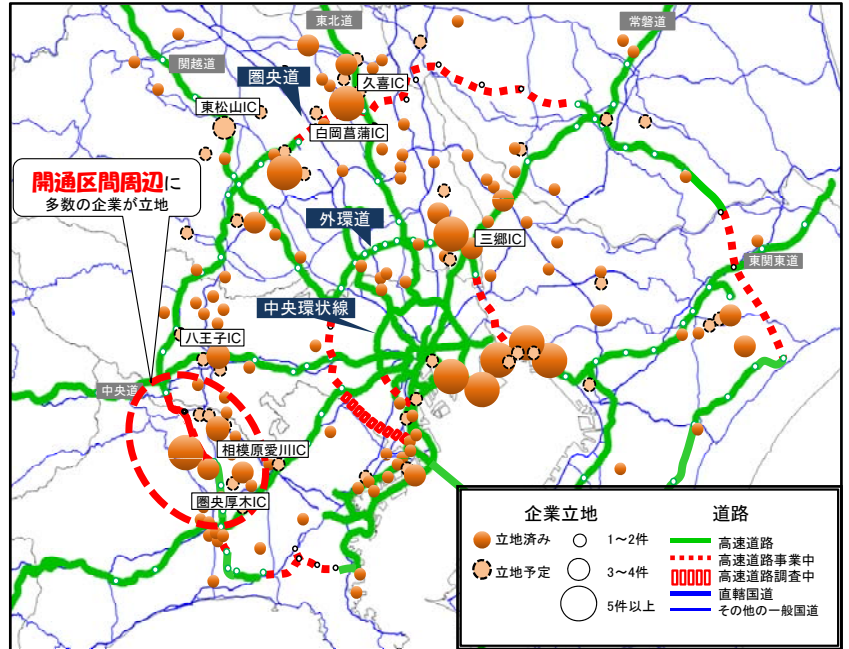 東北道
常磐道
関越道
圏央道
久喜IC
東松山IC
白岡菖蒲IC
開通区間周辺に
多数の企業が立地
外環道
三郷IC
東関東道
中央環状線
八王子IC
中央道
相模原愛川IC
圏央厚木IC
企業立地
立地済み
立地予定
1～2件
3～4件
5件以上
道路
高速道路
高速道路事業中
高速道路調査中
直轄国道
その他の一般国道